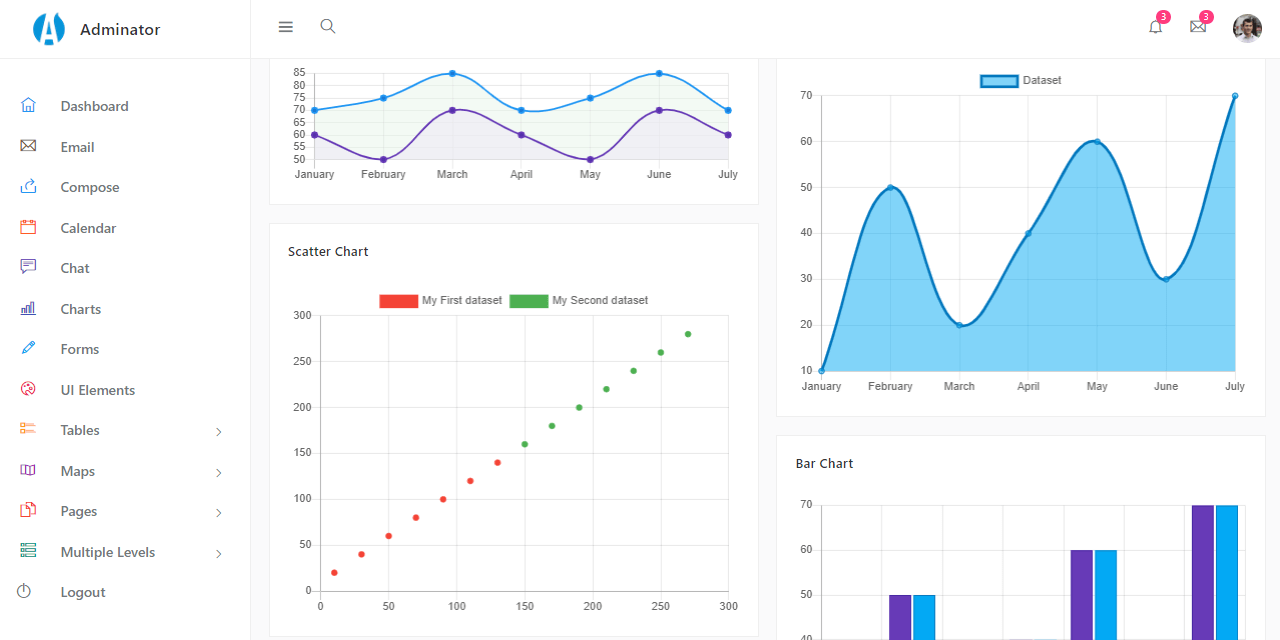 Adminator
3
3
Dashboard
Email
Compose
Calendar
Chat
Charts
Forms
UI Elements
Tables
Maps
Pages
Multiple Levels
Logout
85
80
75
70
65
60
55
50
January February March April May June July
Scatter Chart
My First dataset My Second dataset
300
250
200
150
100
50
0
0 50 100 150 200 250 300
Dataset
70
60
50
40
30
20
10
January February March April May June July
Bar Chart
70
60
50
40